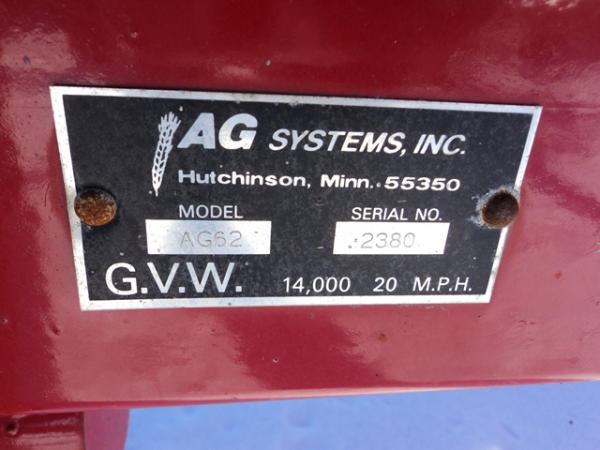 AG SYSTEMS, INC.
Hutchinson, Minn. 55350
MODEL SERIAL NO.
AG62 2380
G.V.W. 14,000 20 M.P.H.